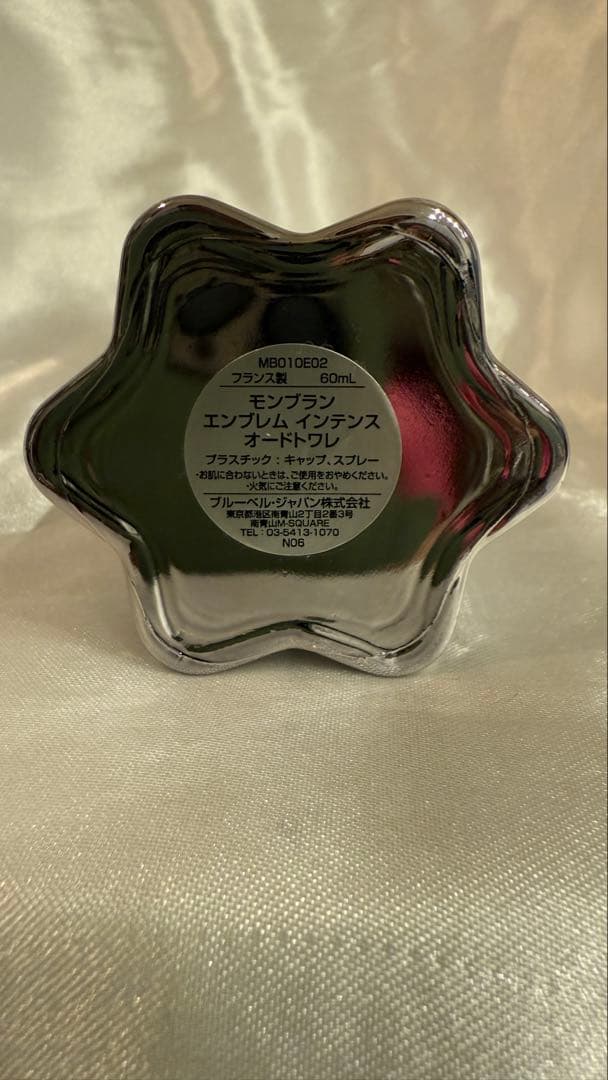 MB010E02
フランス製 60mL
モンブラン
エンブレム インテンス
オードトワレ
プラスチック：キャップ、スプレー
・お肌に合わないときは、ご使用をおやめください。
・火気にご注意ください。
ブルーベル・ジャパン株式会社
東京都港区南青山2丁目2番3号
南青山M-SQUARE
TEL：03-5413-1070
N06